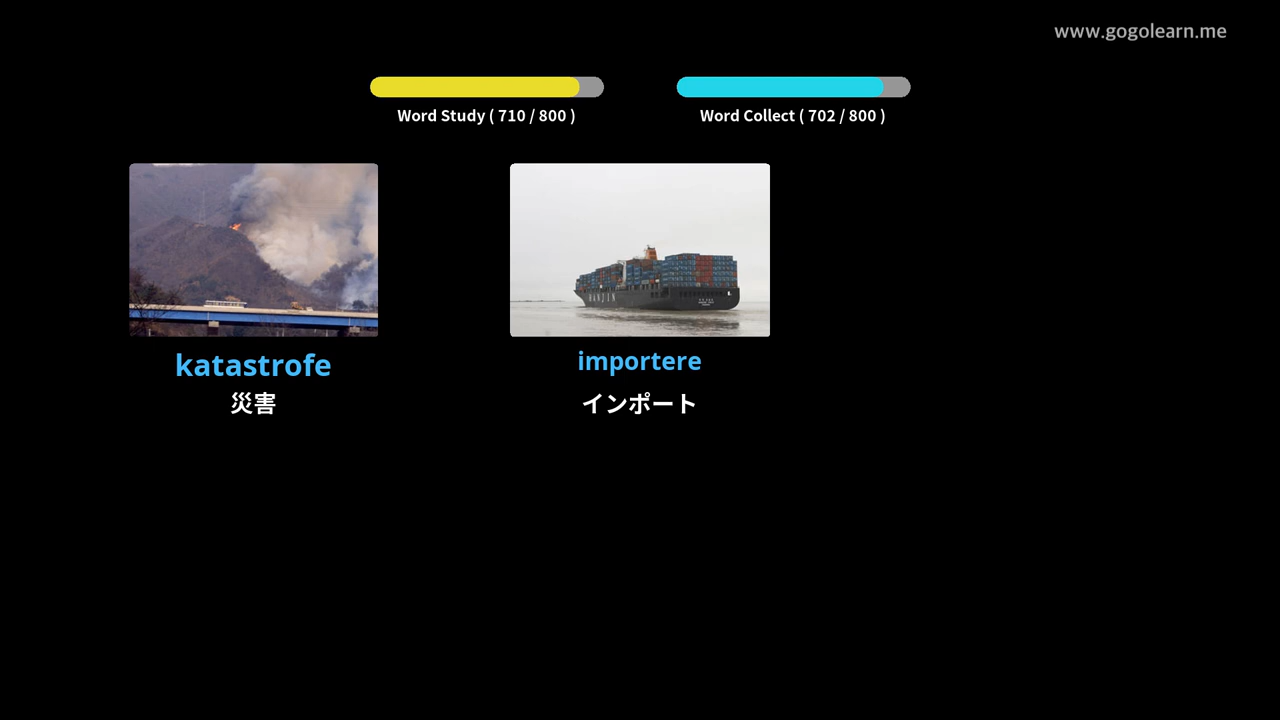 www.gogolearn.me
Word Study ( 710 / 800 )
Word Collect ( 702 / 800 )
HANJIN
katastrofe
importere
災害
インポート